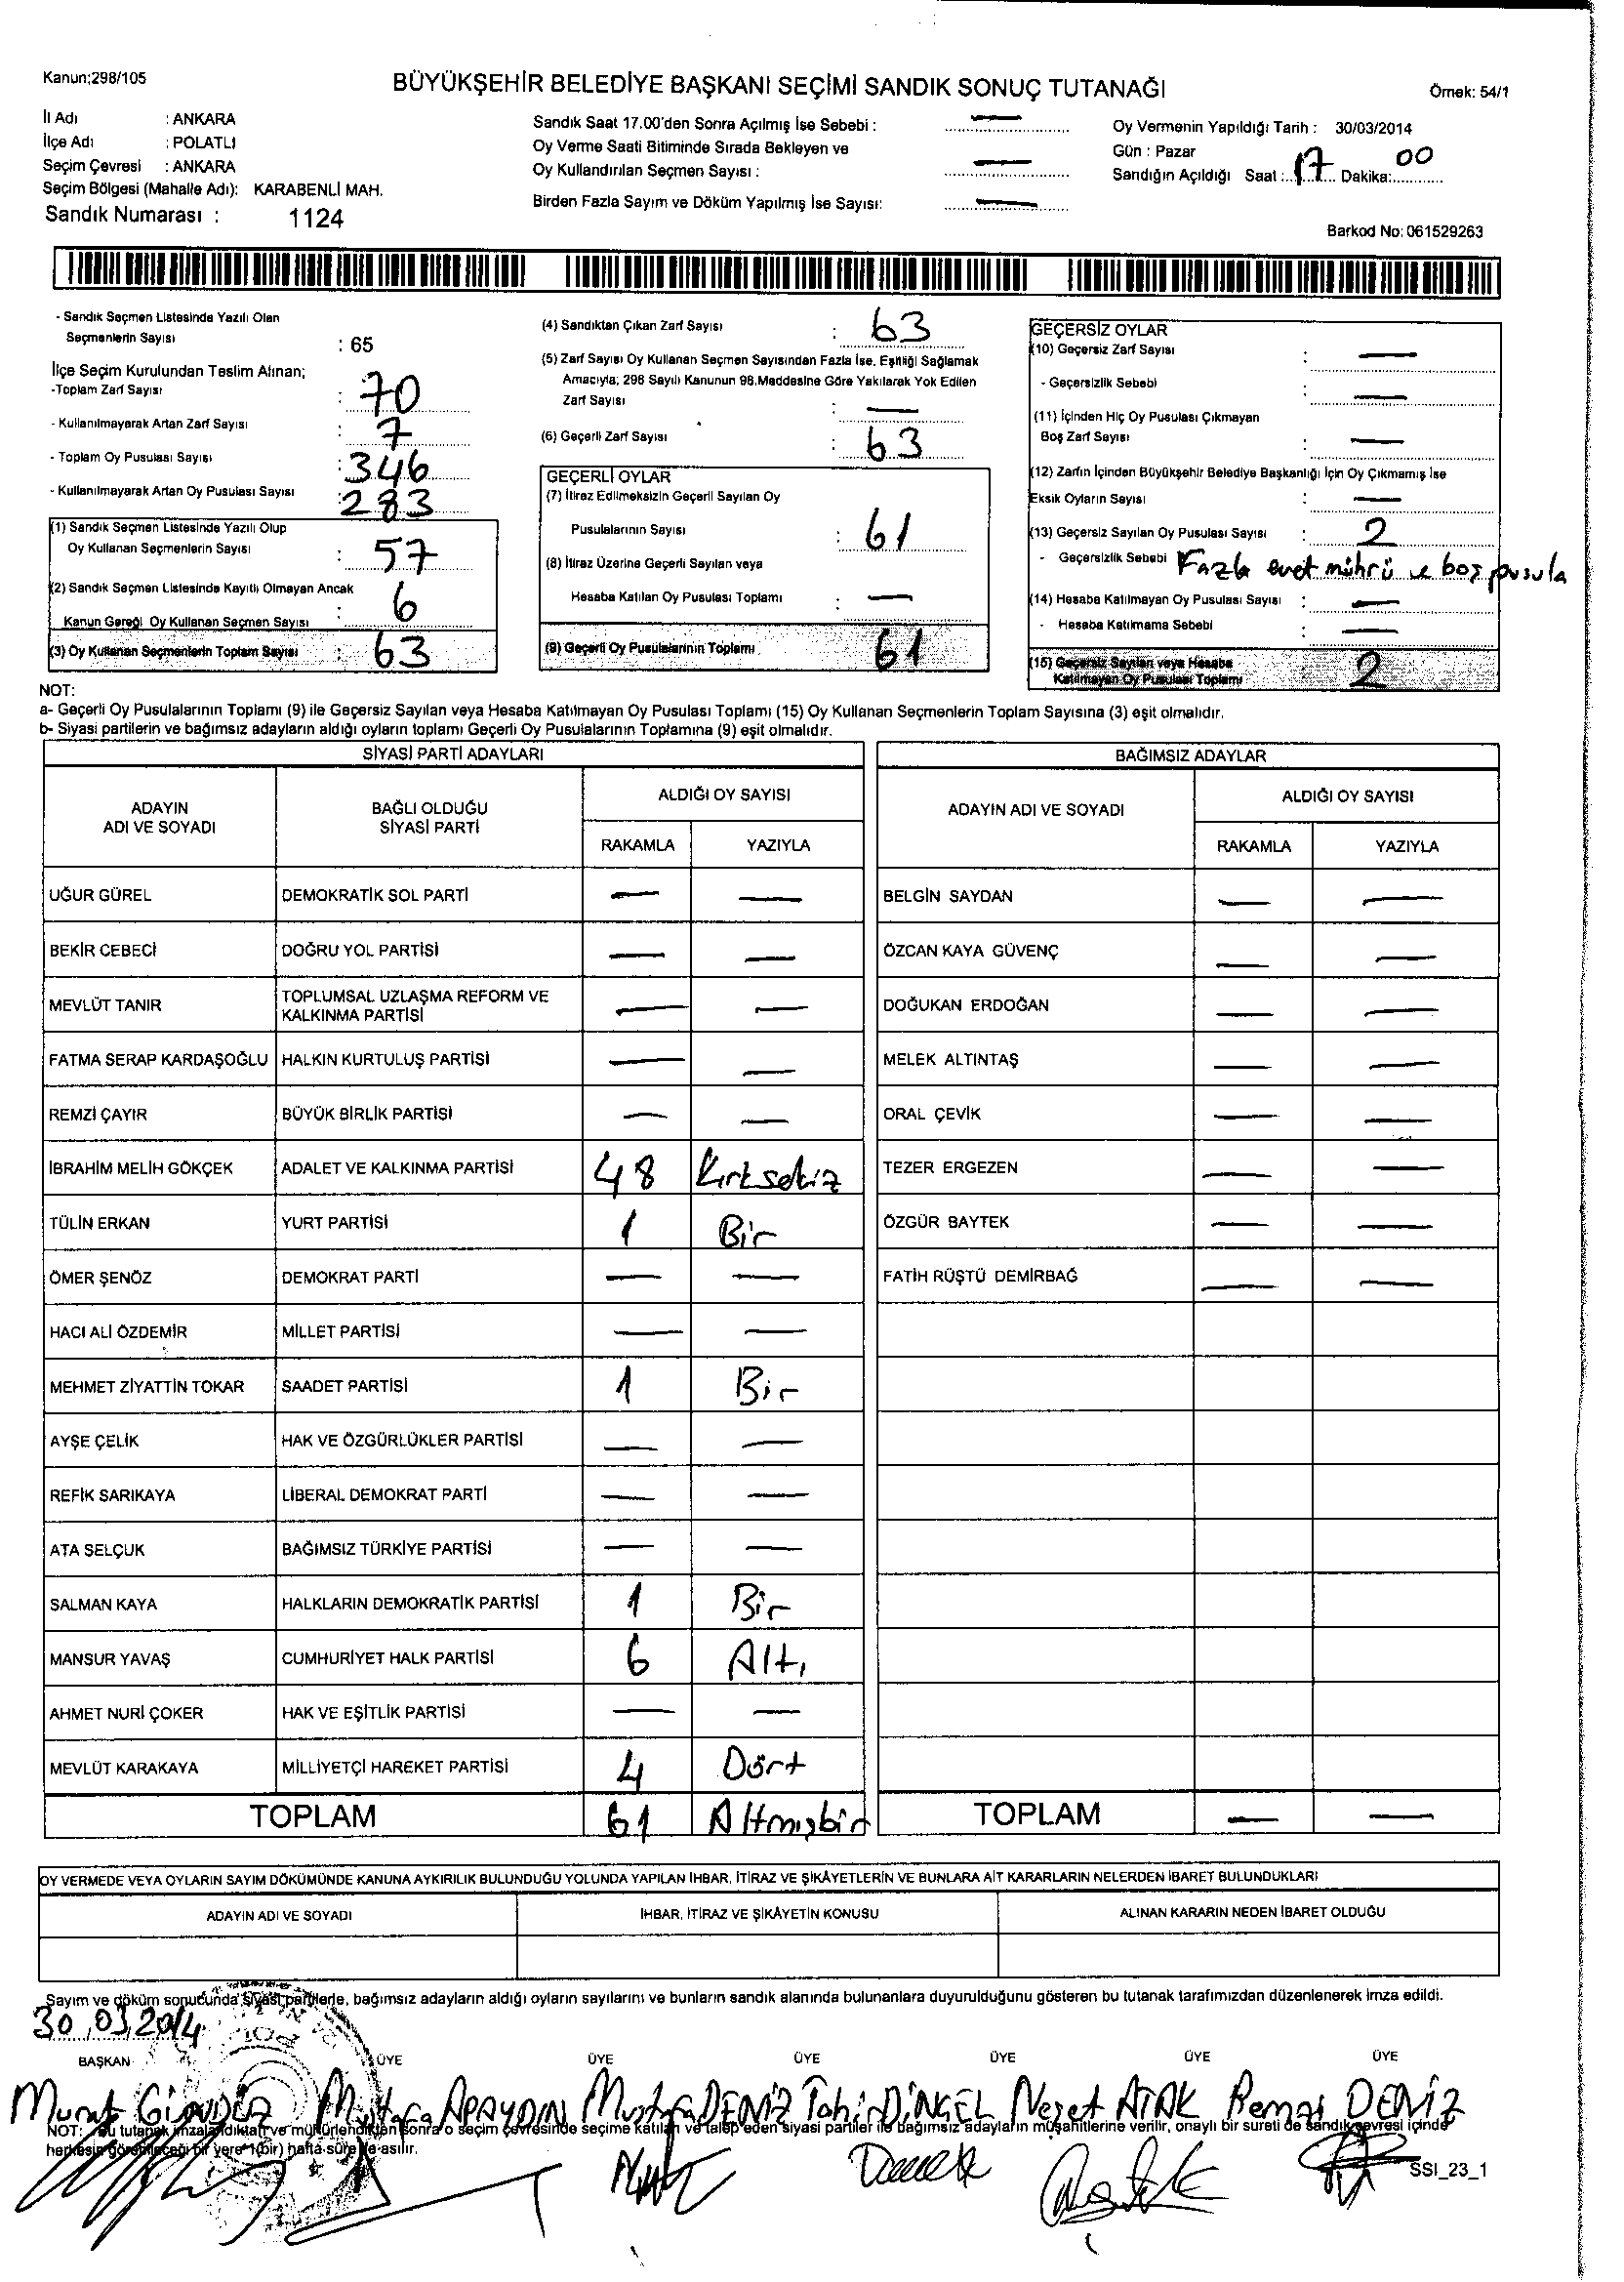 Kanun;298/105
BÜYÜKŞEHİR BELEDİYE BAŞKANI SEÇİMİ SANDIK SONUÇ TUTANAĞI
Örnek: 54/1
İl Adı : ANKARA
İlçe Adı : POLATLI
Seçim Çevresi : ANKARA
Seçim Bölgesi (Mahalle Adı): KARABENLİ MAH.
Sandık Numarası : 1124
Sandık Saat 17.00'den Sonra Açılmış İse Sebebi : —
Oy Verme Saati Bitiminde Sırada Bekleyen ve
Oy Kullandırılan Seçmen Sayısı : —
Birden Fazla Sayım ve Döküm Yapılmış İse Sayısı: —
Oy Vermenin Yapıldığı Tarih : 30/03/2014
Gün : Pazar
Sandığın Açıldığı Saat : 17 Dakika: 00
Barkod No: 061529263
- Sandık Seçmen Listesinde Yazılı Olan
Seçmenlerin Sayısı : 65
İlçe Seçim Kurulundan Teslim Alınan;
-Toplam Zarf Sayısı : 70
- Kullanılmayarak Artan Zarf Sayısı : 7
- Toplam Oy Pusulası Sayısı : 346
- Kullanılmayarak Artan Oy Pusulası Sayısı : 283
(1) Sandık Seçmen Listesinde Yazılı Olup
Oy Kullanan Seçmenlerin Sayısı : 57
(2) Sandık Seçmen Listesinde Kayıtlı Olmayan Ancak
Kanun Gereği Oy Kullanan Seçmen Sayısı : 6
(3) Oy Kullanan Seçmenlerin Toplam Sayısı : 63
(4) Sandıktan Çıkan Zarf Sayısı : 63
(5) Zarf Sayısı Oy Kullanan Seçmen Sayısından Fazla İse, Eşitliği Sağlamak
Amacıyla; 298 Sayılı Kanunun 98.Maddesine Göre Yakılarak Yok Edilen
Zarf Sayısı : —
(6) Geçerli Zarf Sayısı : 63
GEÇERLİ OYLAR
(7) İtiraz Edilmeksizin Geçerli Sayılan Oy
Pusulalarının Sayısı : 61
(8) İtiraz Üzerine Geçerli Sayılan veya
Hesaba Katılan Oy Pusulası Toplamı : —
(9) Geçerli Oy Pusulalarının Toplamı : 61
GEÇERSİZ OYLAR
(10) Geçersiz Zarf Sayısı : —
- Geçersizlik Sebebi : —
(11) İçinden Hiç Oy Pusulası Çıkmayan
Boş Zarf Sayısı : —
(12) Zarfın İçinden Büyükşehir Belediye Başkanlığı İçin Oy Çıkmamış İse
Eksik Oyların Sayısı : —
(13) Geçersiz Sayılan Oy Pusulası Sayısı : 2
- Geçersizlik Sebebi Fazla evet mührü ve boş pusula
(14) Hesaba Katılmayan Oy Pusulası Sayısı : —
- Hesaba Katılmama Sebebi : —
(15) Geçersiz Sayılan veya Hesaba
Katılmayan Oy Pusulası Toplamı : 2
NOT:
a- Geçerli Oy Pusulalarının Toplamı (9) ile Geçersiz Sayılan veya Hesaba Katılmayan Oy Pusulası Toplamı (15) Oy Kullanan Seçmenlerin Toplam Sayısına (3) eşit olmalıdır.
b- Siyasi partilerin ve bağımsız adayların aldığı oyların toplamı Geçerli Oy Pusulalarının Toplamına (9) eşit olmalıdır.
SİYASİ PARTİ ADAYLARI
ADAYIN ADI VE SOYADI BAĞLI OLDUĞU SİYASİ PARTİ ALDIĞI OY SAYISI
RAKAMLA YAZIYLA
UĞUR GÜREL DEMOKRATİK SOL PARTİ — —
BEKİR CEBECİ DOĞRU YOL PARTİSİ — —
MEVLÜT TANIR TOPLUMSAL UZLAŞMA REFORM VE KALKINMA PARTİSİ — —
FATMA SERAP KARDAŞOĞLU HALKIN KURTULUŞ PARTİSİ — —
REMZİ ÇAYIR BÜYÜK BİRLİK PARTİSİ — —
İBRAHİM MELİH GÖKÇEK ADALET VE KALKINMA PARTİSİ 48 Kırksekiz
TÜLİN ERKAN YURT PARTİSİ 1 Bir
ÖMER ŞENÖZ DEMOKRAT PARTİ — —
HACI ALİ ÖZDEMİR MİLLET PARTİSİ — —
MEHMET ZİYATTİN TOKAR SAADET PARTİSİ 1 Bir
AYŞE ÇELİK HAK VE ÖZGÜRLÜKLER PARTİSİ — —
REFİK SARIKAYA LİBERAL DEMOKRAT PARTİ — —
ATA SELÇUK BAĞIMSIZ TÜRKİYE PARTİSİ — —
SALMAN KAYA HALKLARIN DEMOKRATİK PARTİSİ 1 Bir
MANSUR YAVAŞ CUMHURİYET HALK PARTİSİ 6 Altı
AHMET NURİ ÇOKER HAK VE EŞİTLİK PARTİSİ — —
MEVLÜT KARAKAYA MİLLİYETÇİ HAREKET PARTİSİ 4 Dört
TOPLAM 61 Altmışbir
BAĞIMSIZ ADAYLAR
ADAYIN ADI VE SOYADI ALDIĞI OY SAYISI
RAKAMLA YAZIYLA
BELGİN SAYDAN — —
ÖZCAN KAYA GÜVENÇ — —
DOĞUKAN ERDOĞAN — —
MELEK ALTINTAŞ — —
ORAL ÇEVİK — —
TEZER ERGEZEN — —
ÖZGÜR BAYTEK — —
FATİH RÜŞTÜ DEMİRBAĞ — —
TOPLAM — —
OY VERMEDE VEYA OYLARIN SAYIM DÖKÜMÜNDE KANUNA AYKIRILIK BULUNDUĞU YOLUNDA YAPILAN İHBAR, İTİRAZ VE ŞİKÂYETLERİN VE BUNLARA AİT KARARLARIN NELERDEN İBARET BULUNDUKLARI
ADAYIN ADI VE SOYADI İHBAR, İTİRAZ VE ŞİKÂYETİN KONUSU ALINAN KARARIN NEDEN İBARET OLDUĞU
Sayım ve döküm sonucunda siyasi partilerle, bağımsız adayların aldığı oyların sayılarını ve bunların sandık alanında bulunanlara duyurulduğunu gösteren bu tutanak tarafımızdan düzenlenerek imza edildi.
30.03.2014
BAŞKAN ÜYE ÜYE ÜYE ÜYE ÜYE ÜYE
Murat GÜNDÜZ Mustafa APAYDIN Mustafa DENİZ Tahir DİNGEL Neşet ATAK Remzi DENİZ
NOT: Bu tutanak imzalandıktan ve mühürlendikten sonra o seçim çevresinde seçime katılan ve talep eden siyasi partiler ile bağımsız adayların müşahitlerine verilir, onaylı bir sureti de sandık çevresi içinde
herkesin görebileceği bir yere 1(bir) hafta süre ile asılır.
SSI_23_1